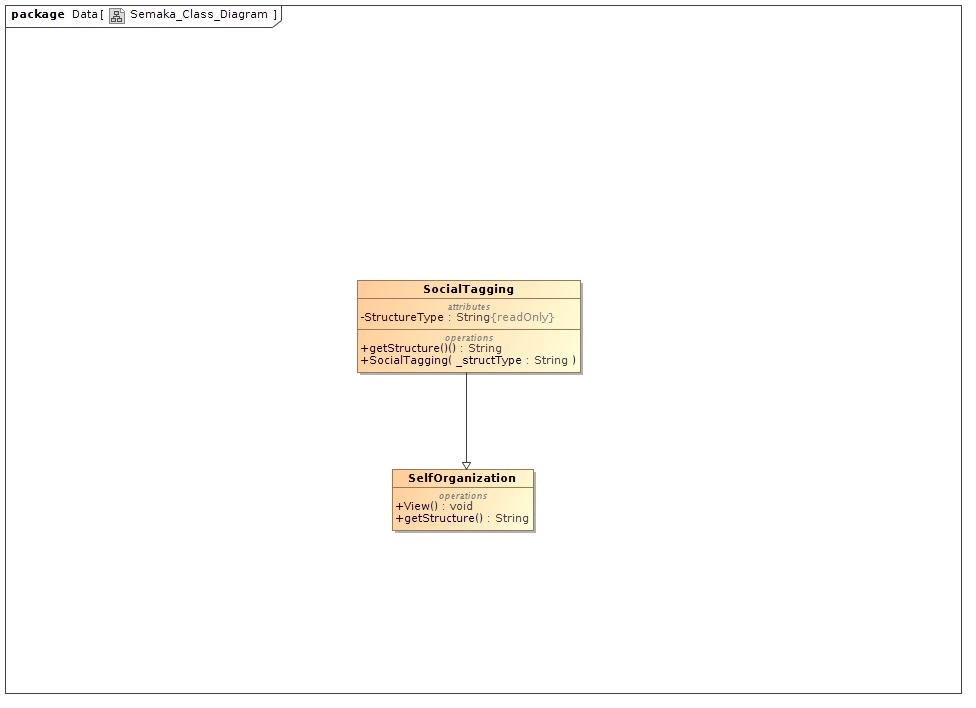 package Data[ Semaka_Class_Diagram ]
SocialTagging
attributes
-StructureType : String{readOnly}
operations
+getStructure()() : String
+SocialTagging( _structType : String )
SelfOrganization
operations
+View() : void
+getStructure() : String